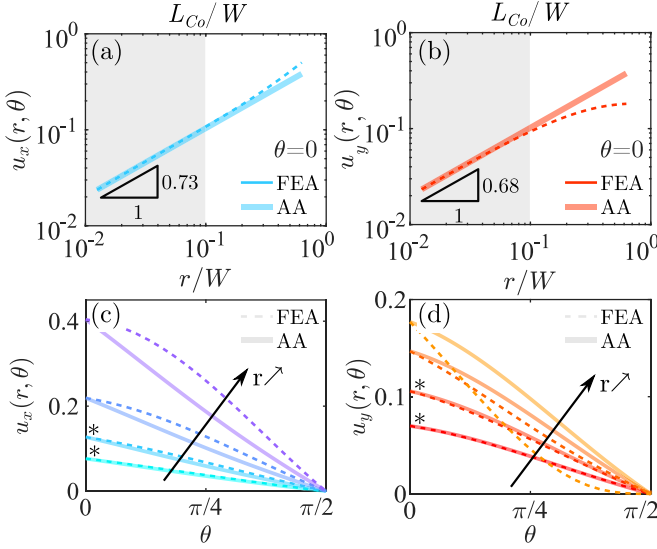 L_{Co}/W
L_{Co}/W
(a)
u_x(r, θ)
10^0
10^{-1}
10^{-2}
θ=0
0.73
1
FEA
AA
10^{-2}
10^{-1}
10^0
r/W
(b)
u_y(r, θ)
10^0
10^{-1}
10^{-2}
θ=0
0.68
1
FEA
AA
10^{-2}
10^{-1}
10^0
r/W
(c)
u_x(r, θ)
0.4
0.2
0
FEA
AA
r↗
*
*
0
π/4
π/2
θ
(d)
u_y(r, θ)
0.2
0.1
0
FEA
AA
r↗
*
*
0
π/4
π/2
θ